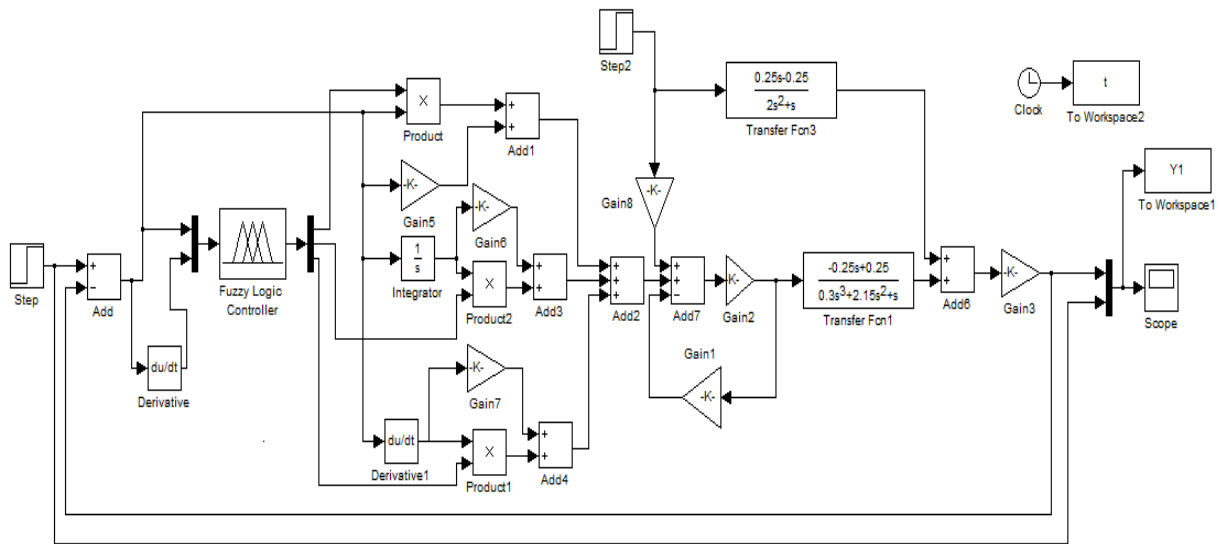 Step2
0.25s-0.25
2s²+s
Transfer Fcn3
Clock
t
To Workspace2
X
Product
+
+
Add1
-K-
Gain5
-K-
Gain6
-K-
Gain8
Y1
To Workspace1
Step
+
−
Add
Fuzzy Logic
Controller
1
s
Integrator
X
Product2
+
+
Add3
+
+
+
Add2
+
+
−
Add7
-K-
Gain2
-0.25s+0.25
0.3s³+2.15s²+s
Transfer Fcn1
+
+
Add6
-K-
Gain3
Scope
du/dt
Derivative
-K-
Gain7
Gain1
-K-
du/dt
Derivative1
X
Product1
+
+
Add4